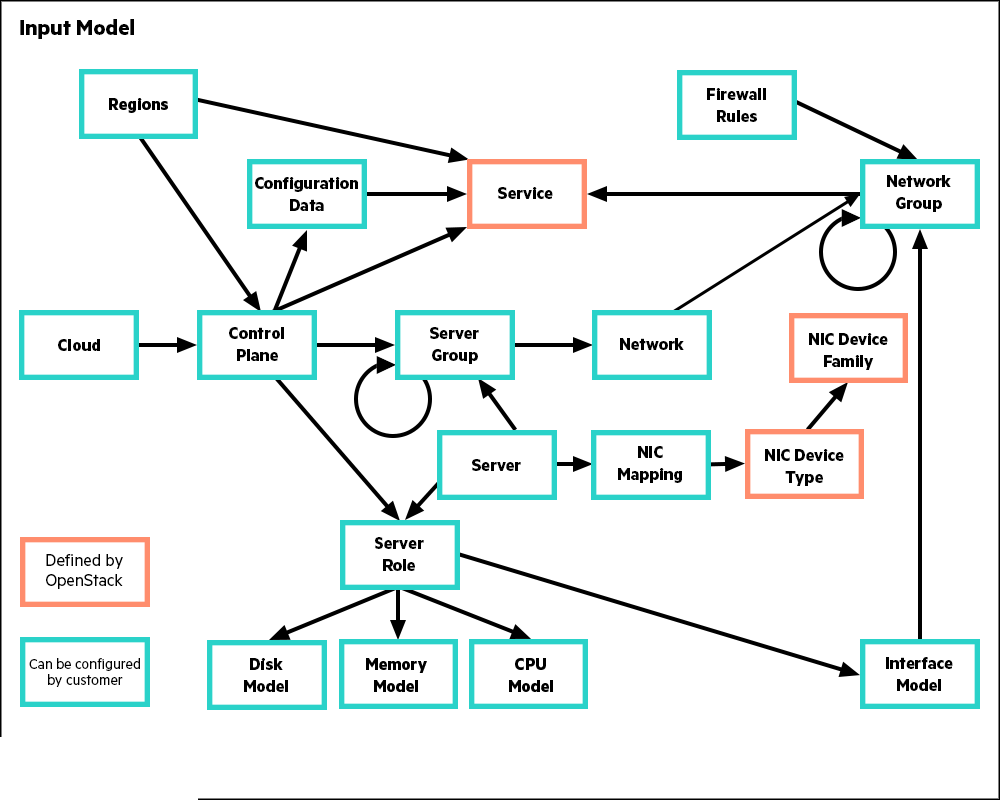 Input Model
Regions
Firewall
Rules
Configuration
Data
Service
Network
Group
Cloud
Control
Plane
Server
Group
Network
NIC Device
Family
Server
NIC
Mapping
NIC Device
Type
Server
Role
Defined by
OpenStack
Can be configured
by customer
Disk
Model
Memory
Model
CPU
Model
Interface
Model